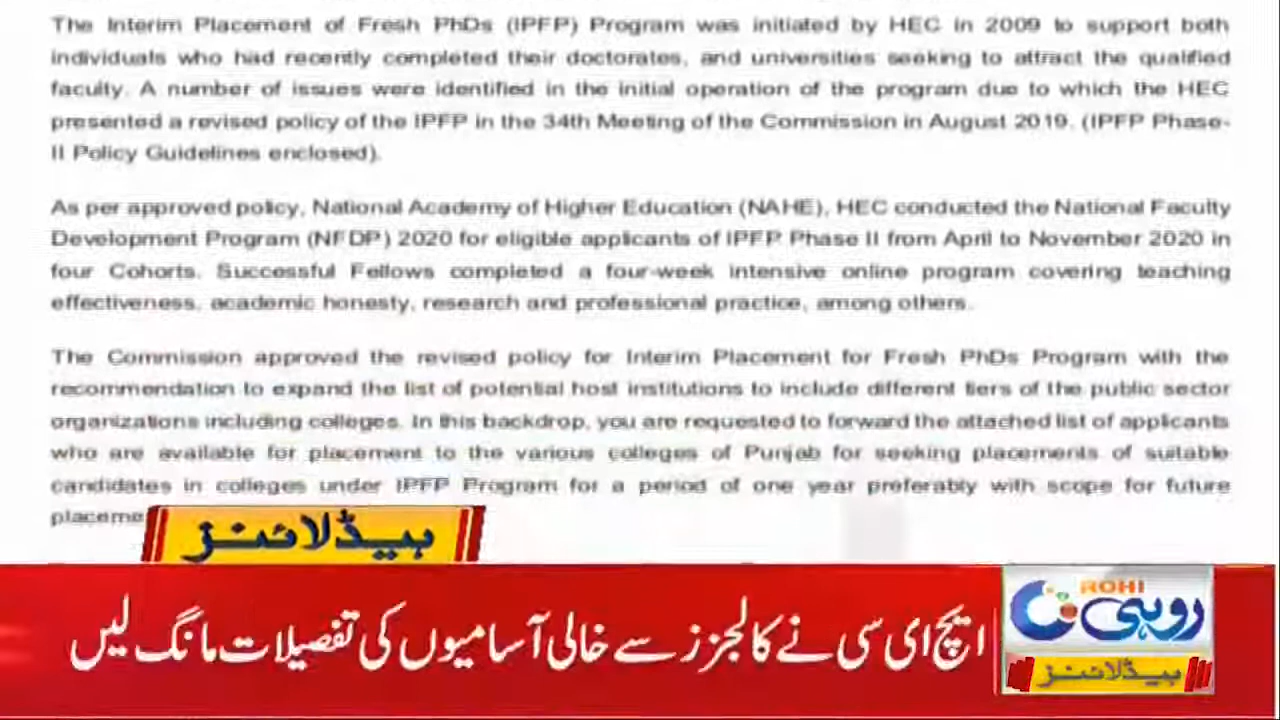 The Interim Placement of Fresh PhDs (IPFP) Program was initiated by HEC in 2009 to support both
individuals who had recently completed their doctorates, and universities seeking to attract the qualified
faculty. A number of issues were identified in the initial operation of the program due to which the HEC
presented a revised policy of the IPFP in the 34th Meeting of the Commission in August 2019. (IPFP Phase-
II Policy Guidelines enclosed).
As per approved policy, National Academy of Higher Education (NAHE), HEC conducted the National Faculty
Development Program (NFDP) 2020 for eligible applicants of IPFP Phase II from April to November 2020 in
four Cohorts. Successful Fellows completed a four-week intensive online program covering teaching
effectiveness, academic honesty, research and professional practice, among others.
The Commission approved the revised policy for Interim Placement for Fresh PhDs Program with the
recommendation to expand the list of potential host institutions to include different tiers of the public sector
organizations including colleges. In this backdrop, you are requested to forward the attached list of applicants
who are available for placement to the various colleges of Punjab for seeking placements of suitable
candidates in colleges under IPFP Program for a period of one year preferably with scope for future
placeme
ہیڈلائنز
ایچ ای سی نے کالجزز سے خالی آسامیوں کی تفصیلات مانگ لیں
ROHI
روہی
ہیڈلائنز